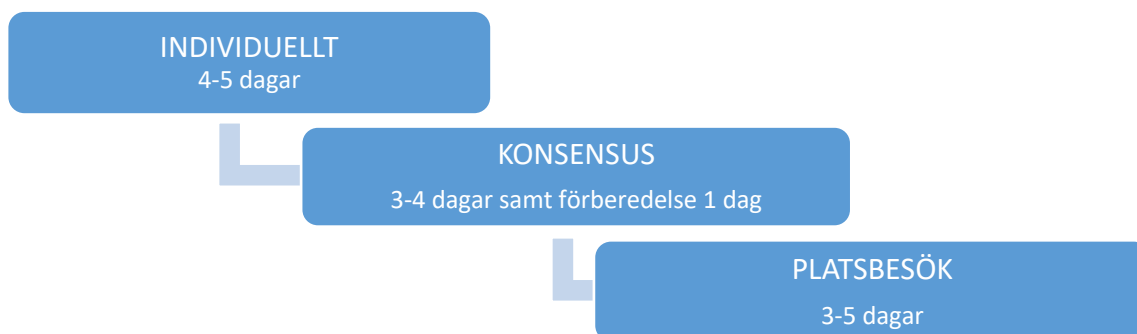 INDIVIDUELLT
4-5 dagar
KONSENSUS
3-4 dagar samt förberedelse 1 dag
PLATSBESÖK
3-5 dagar